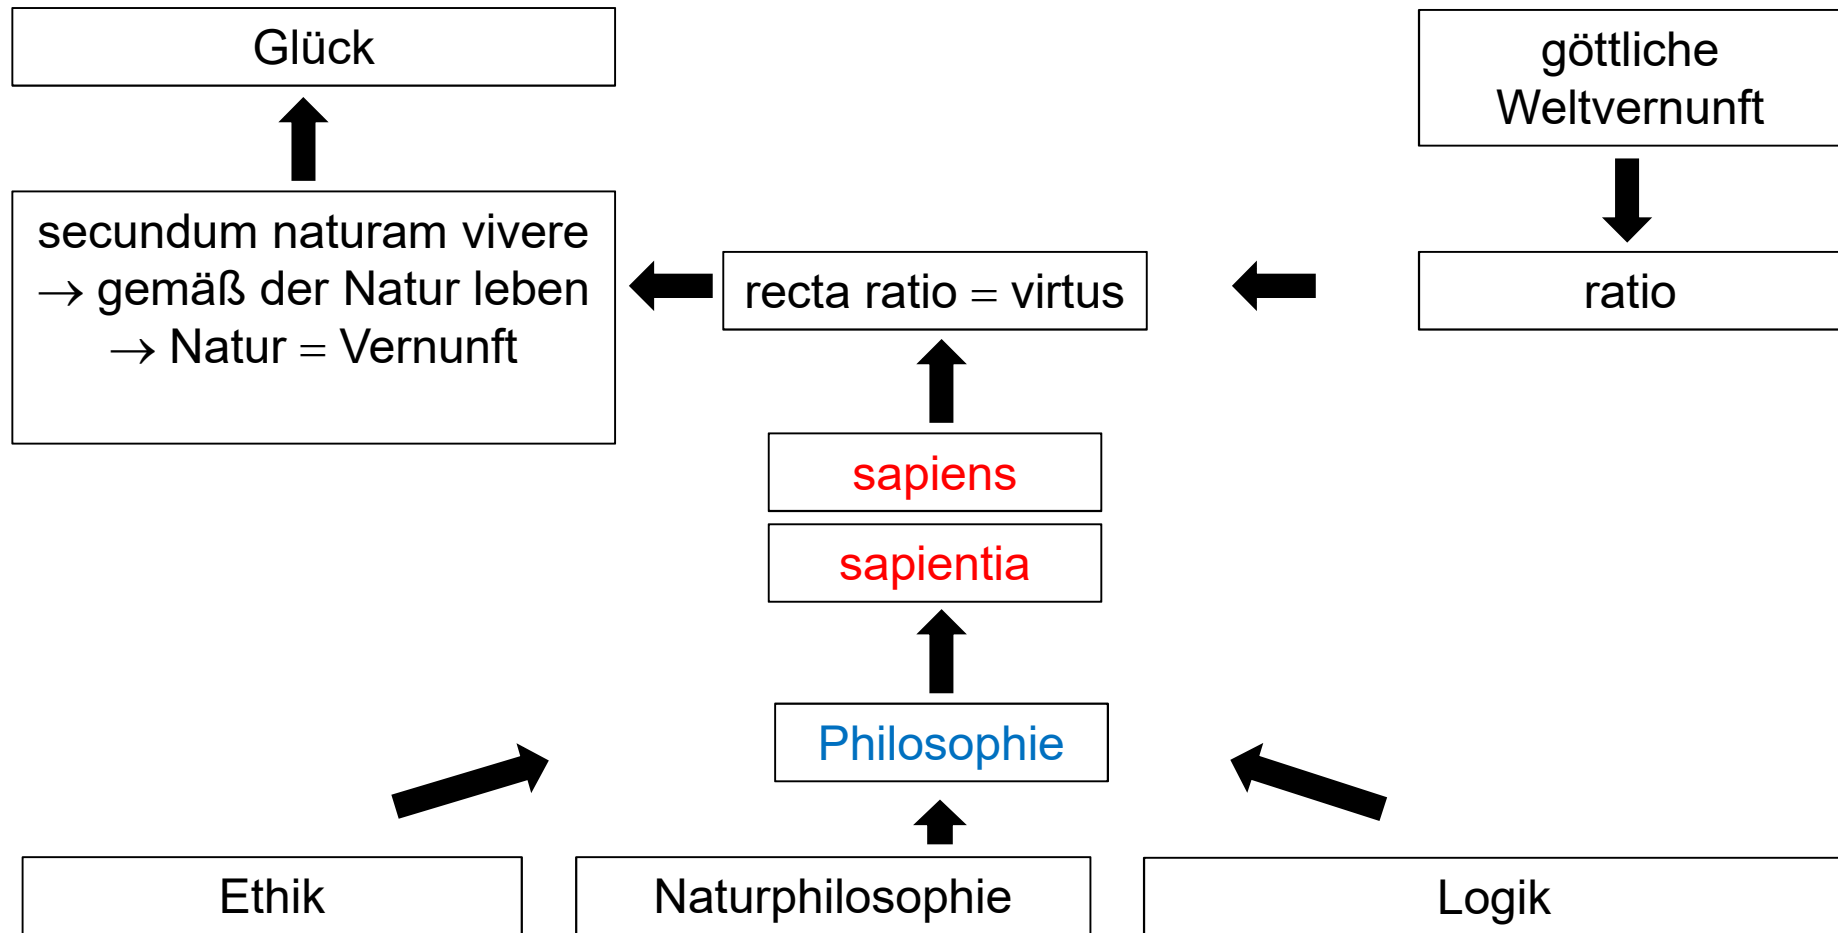 Glück
göttliche
Weltvernunft
secundum naturam vivere
→ gemäß der Natur leben
→ Natur = Vernunft
recta ratio = virtus
ratio
sapiens
sapientia
Philosophie
Ethik
Naturphilosophie
Logik